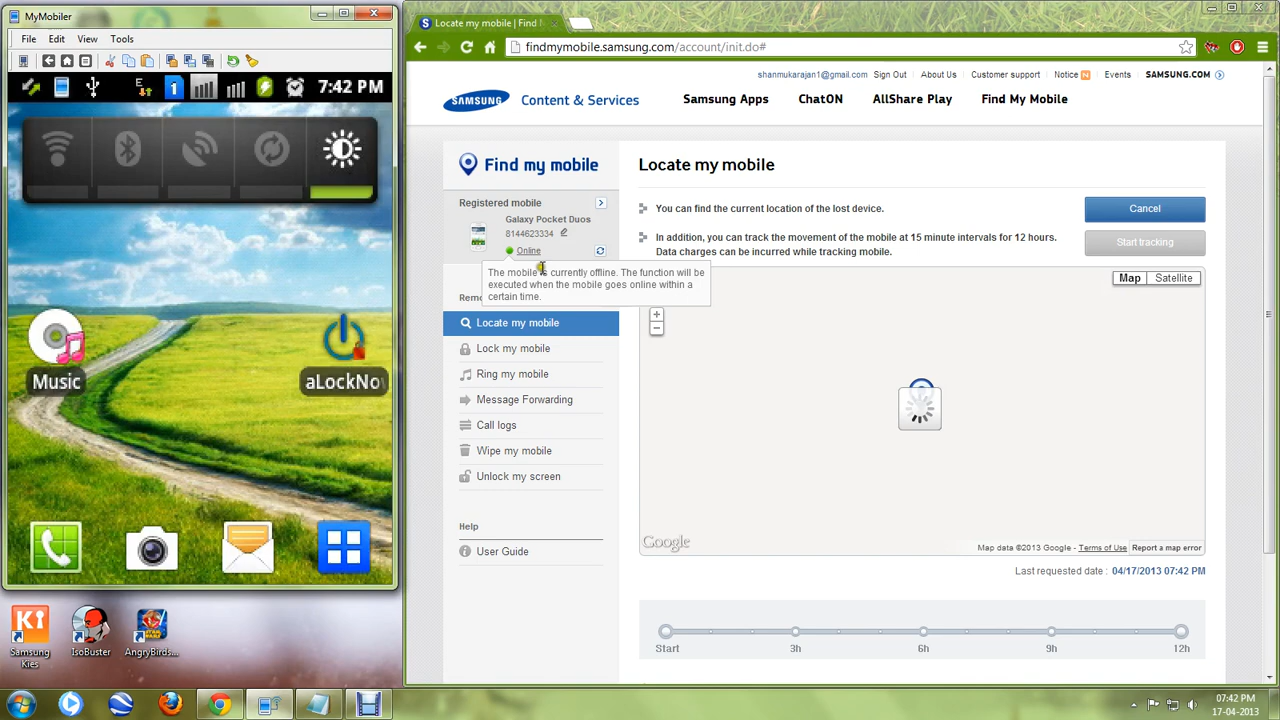 MyMobiler
File Edit View Tools
7:42 PM
Music
aLockNo
Samsung Kies
IsoBuster
AngryBirds...
Locate my mobile | Find
findmymobile.samsung.com/account/init.do#
shanmukarajan1@gmail.com Sign Out About Us Customer support Notice N Events SAMSUNG.COM
SAMSUNG Content & Services Samsung Apps ChatON AllShare Play Find My Mobile
Find my mobile
Registered mobile
Galaxy Pocket Duos
8144623334
Online
The mobile is currently offline. The function will be
executed when the mobile goes online within a
certain time.
Locate my mobile
Lock my mobile
Ring my mobile
Message Forwarding
Call logs
Wipe my mobile
Unlock my screen
Help
User Guide
Locate my mobile
You can find the current location of the lost device.
Cancel
In addition, you can track the movement of the mobile at 15 minute intervals for 12 hours.
Data charges can be incurred while tracking mobile.
Start tracking
Map Satellite
Google
Map data ©2013 Google - Terms of Use Report a map error
Last requested date : 04/17/2013 07:42 PM
Start 3h 6h 9h 12h
07:42 PM
17-04-2013